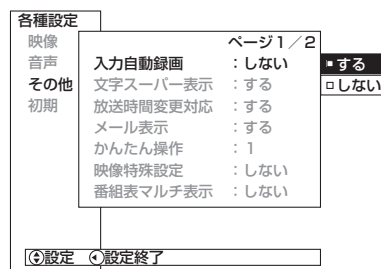 各種設定
映像
音声
その他
初期
ページ1／2
入力自動録画 ：しない
文字スーパー表示 ：する
放送時間変更対応 ：する
メール表示 ：する
かんたん操作 ：1
映像特殊設定 ：しない
番組表マルチ表示 ：しない
する
しない
設定 設定終了